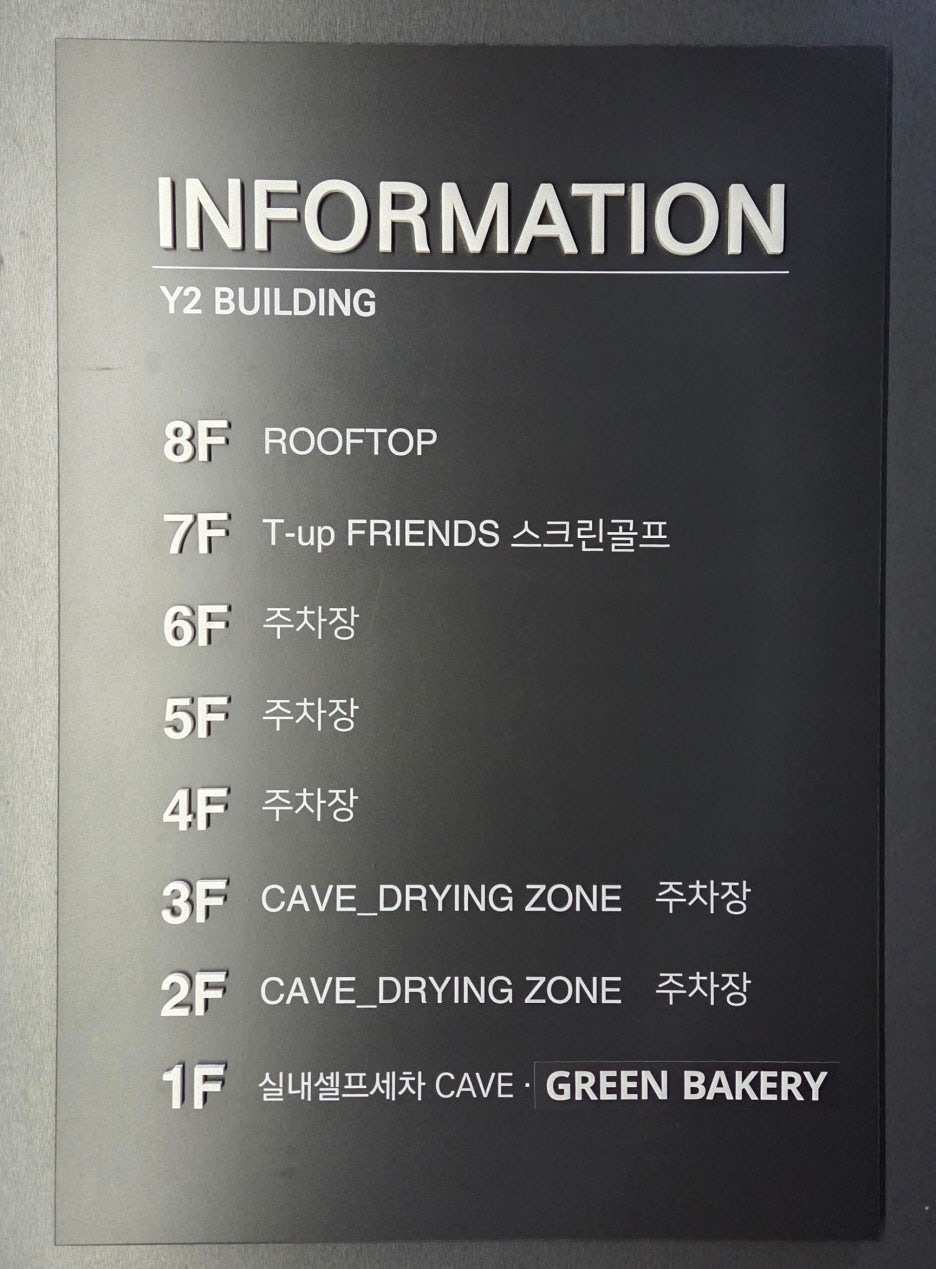 INFORMATION
Y2 BUILDING
8F ROOFTOP
7F T-up FRIENDS 스크린골프
6F 주차장
5F 주차장
4F 주차장
3F CAVE_DRYING ZONE 주차장
2F CAVE_DRYING ZONE 주차장
1F 실내셀프세차 CAVE · GREEN BAKERY